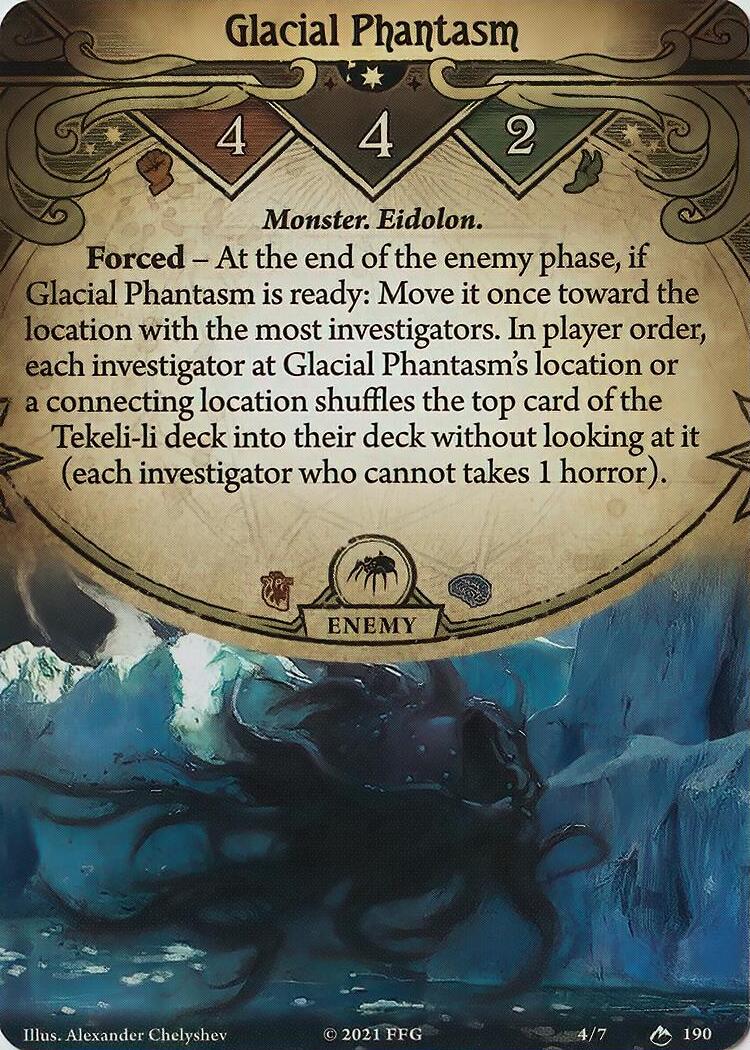 Glacial Phantasm
4 4 2
Monster. Eidolon.
Forced – At the end of the enemy phase, if
Glacial Phantasm is ready: Move it once toward the
location with the most investigators. In player order,
each investigator at Glacial Phantasm's location or
a connecting location shuffles the top card of the
Tekeli-li deck into their deck without looking at it
(each investigator who cannot takes 1 horror).
ENEMY
Illus. Alexander Chelyshev © 2021 FFG 4/7 190